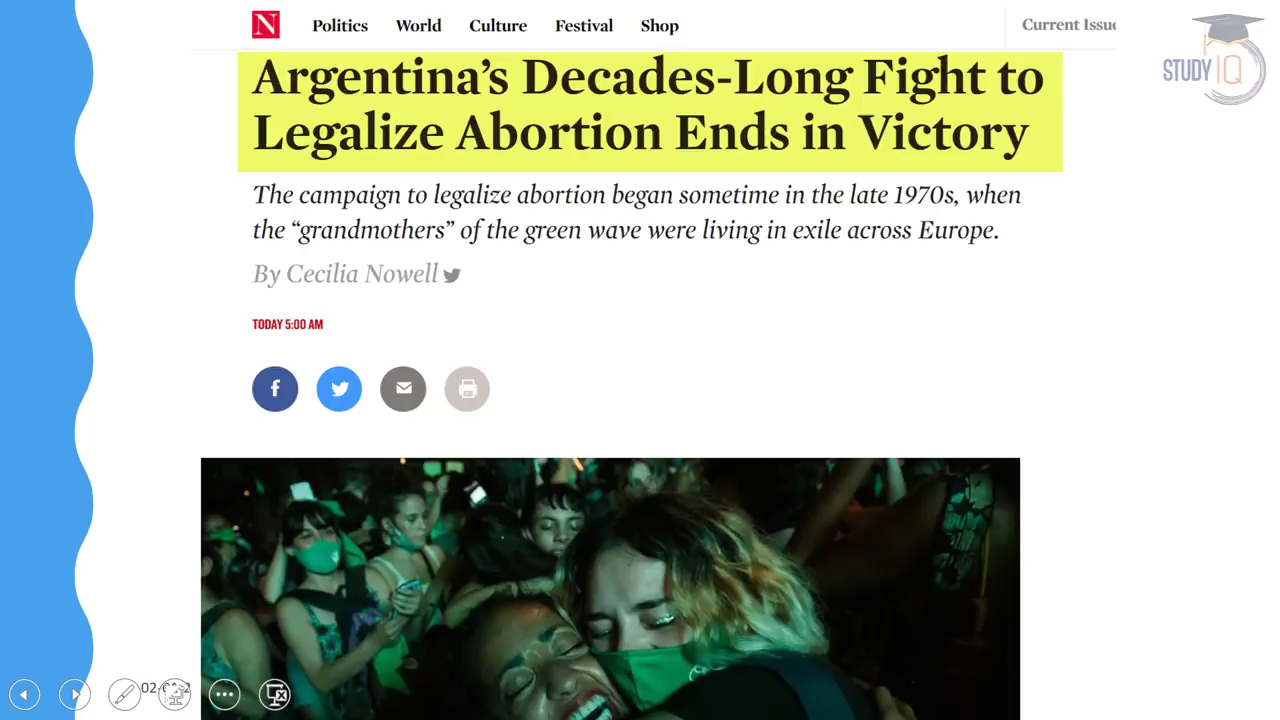 N Politics World Culture Festival Shop Current Issue
STUDY IQ
Argentina’s Decades-Long Fight to
Legalize Abortion Ends in Victory
The campaign to legalize abortion began sometime in the late 1970s, when
the “grandmothers” of the green wave were living in exile across Europe.
By Cecilia Nowell
TODAY 5:00 AM
f